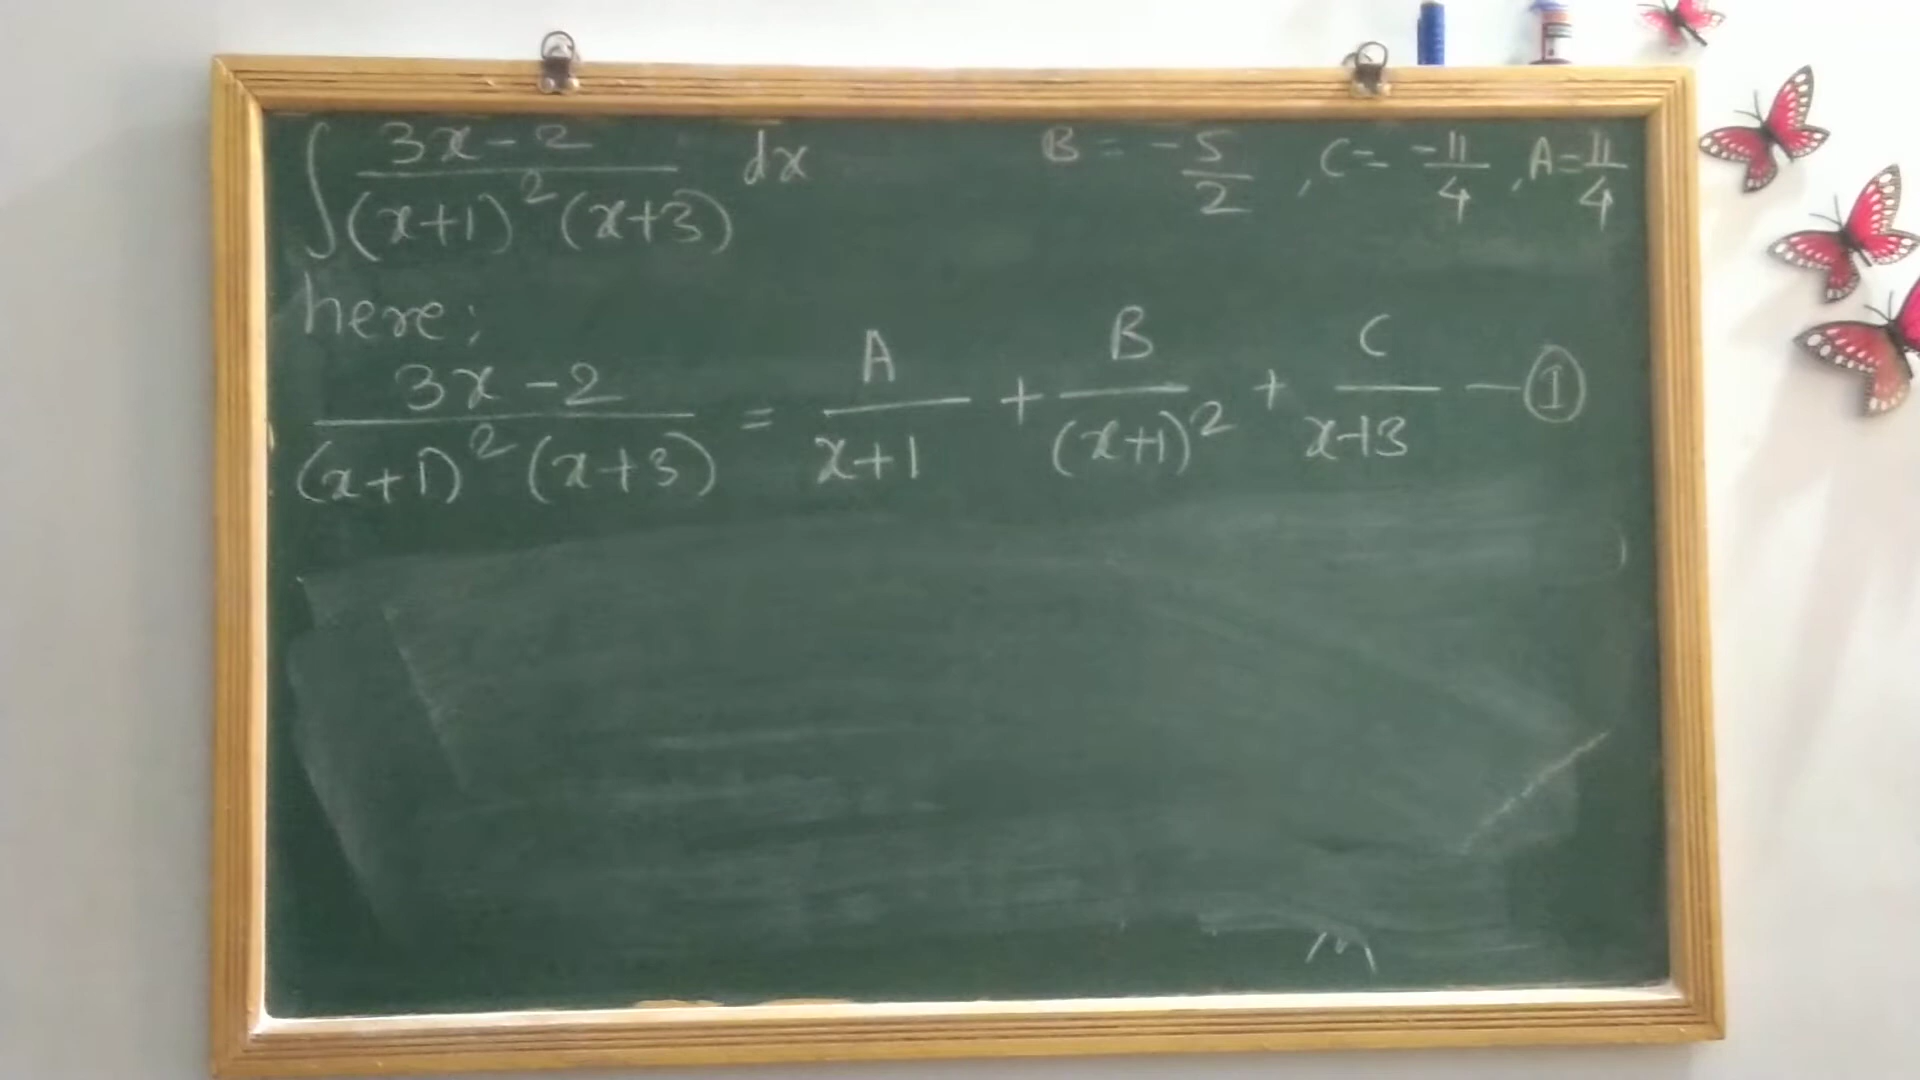 ∫ 3x-2 / (x+1)² (x+3) dx B = -5/2 , C = -11/4 , A = 11/4
here;
3x-2 / (x+1)² (x+3) = A / x+1 + B / (x+1)² + C / x+3 — ①